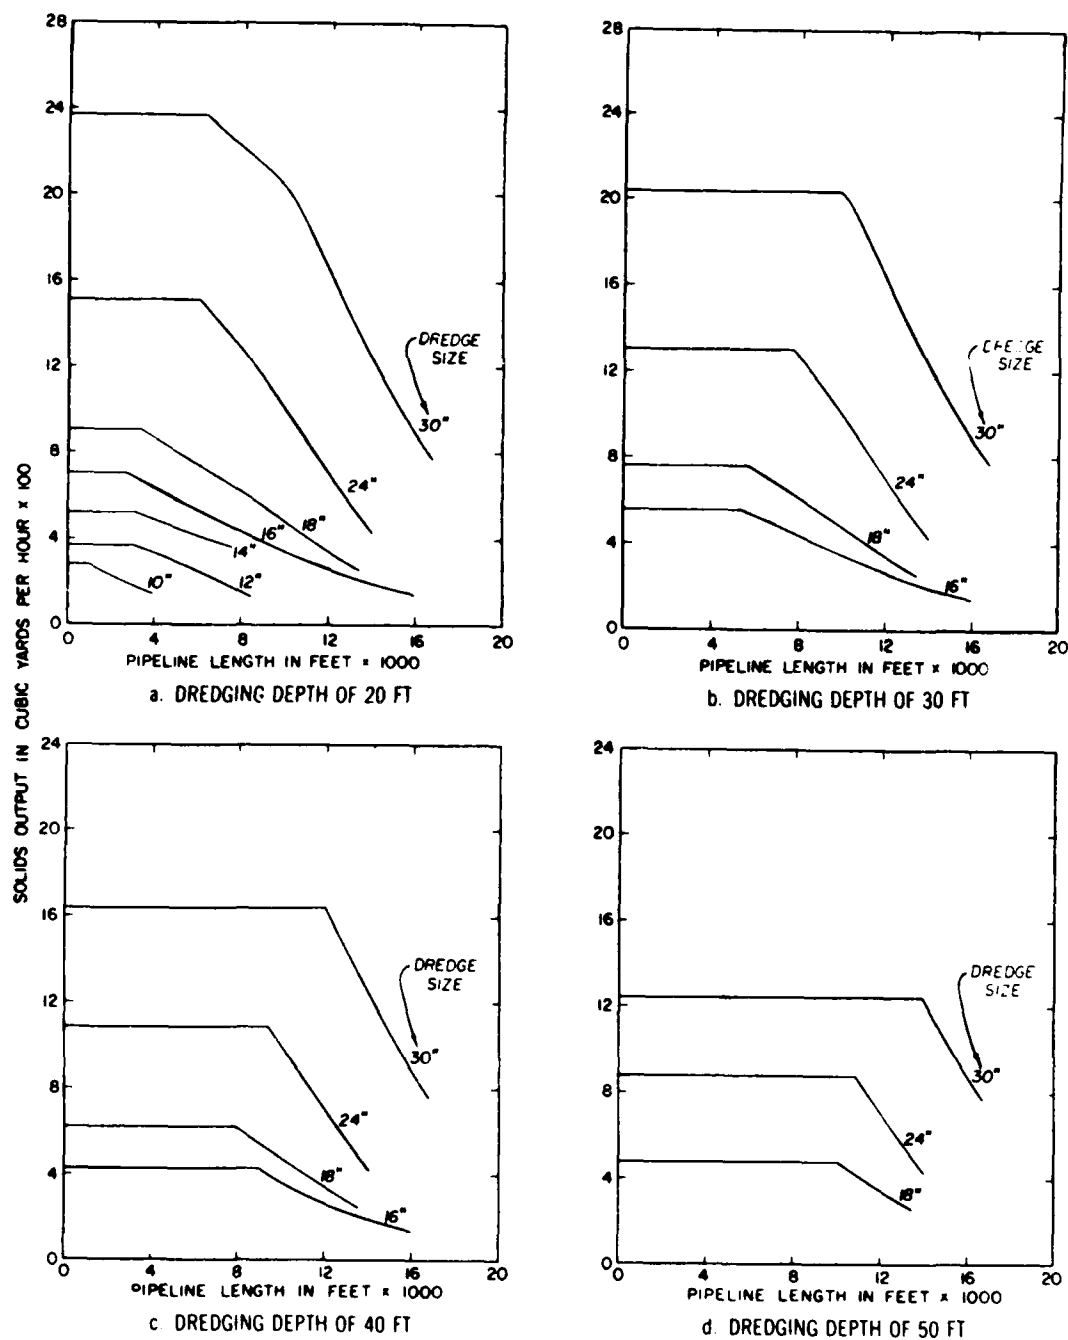 SOLIDS OUTPUT IN CUBIC YARDS PER HOUR × 100
28
24
20
16
12
8
4
0
DREDGE
SIZE
30"
24"
18"
16"
14"
12"
10"
0 4 8 12 16 20
PIPELINE LENGTH IN FEET × 1000
a. DREDGING DEPTH OF 20 FT
28
24
20
16
12
8
4
0
SIZE
30"
24"
18"
16"
0 4 8 12 16 20
PIPELINE LENGTH IN FEET × 1000
b. DREDGING DEPTH OF 30 FT
24
20
16
12
8
4
0
DREDGE
SIZE
30"
24"
18"
16"
0 4 8 12 16 20
PIPELINE LENGTH IN FEET × 1000
c. DREDGING DEPTH OF 40 FT
24
20
16
12
8
4
0
DREDGE
SIZE
30"
24"
18"
0 4 8 12 16 20
PIPELINE LENGTH IN FEET × 1000
d. DREDGING DEPTH OF 50 FT